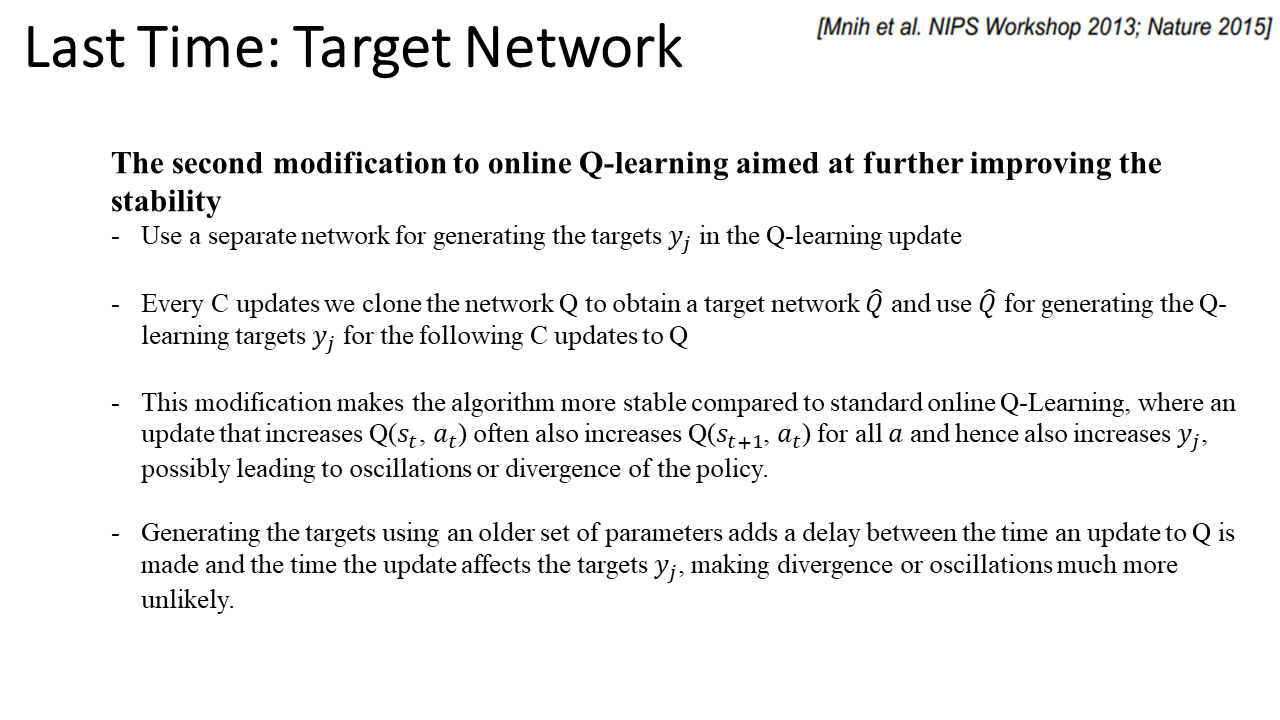 Last Time: Target Network
[Mnih et al. NIPS Workshop 2013; Nature 2015]
The second modification to online Q-learning aimed at further improving the
stability
- Use a separate network for generating the targets y_j in the Q-learning update
- Every C updates we clone the network Q to obtain a target network Q̂ and use Q̂ for generating the Q-
learning targets y_j for the following C updates to Q
- This modification makes the algorithm more stable compared to standard online Q-Learning, where an
update that increases Q(s_t, a_t) often also increases Q(s_{t+1}, a_t) for all a and hence also increases y_j,
possibly leading to oscillations or divergence of the policy.
- Generating the targets using an older set of parameters adds a delay between the time an update to Q is
made and the time the update affects the targets y_j, making divergence or oscillations much more
unlikely.